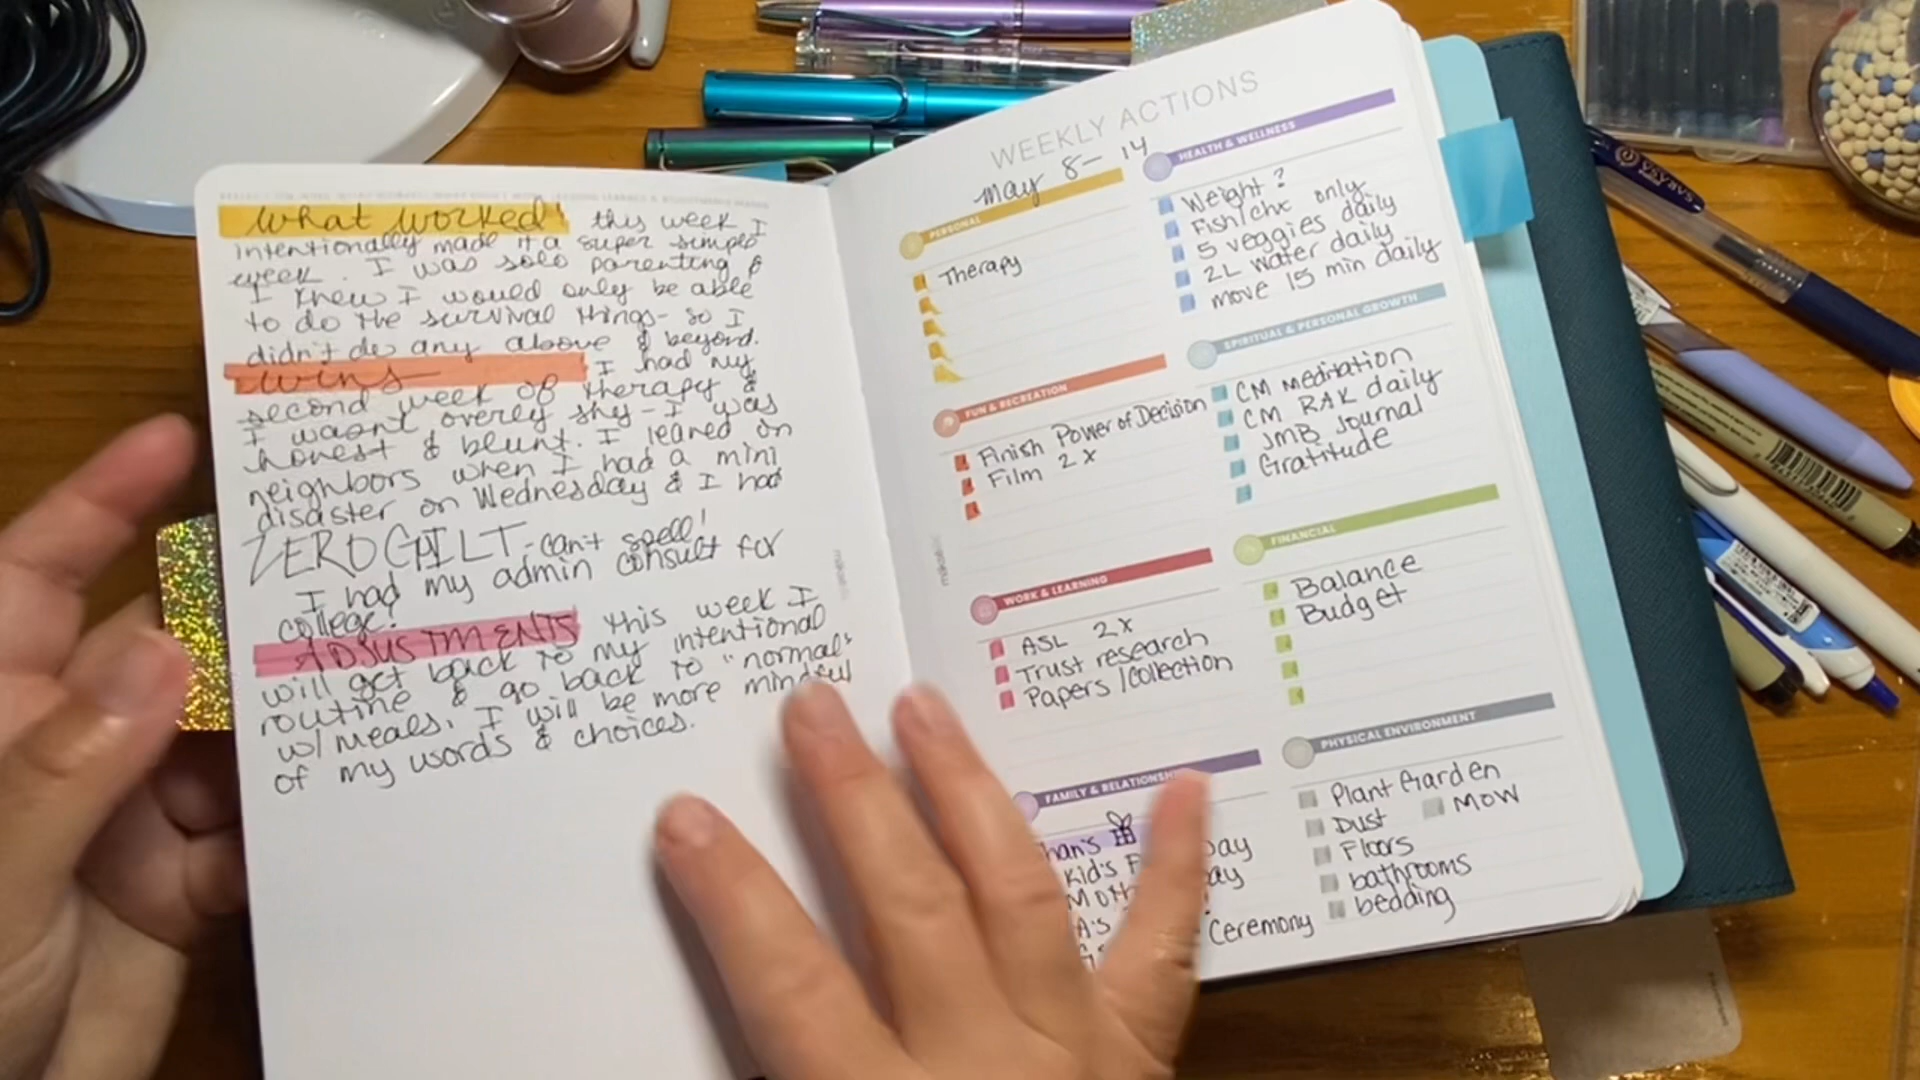 What worked! this week I
intentionally made it a super simple
week. I was solo parenting &
I knew I would only be able
to do the survival things- so I
didn't do any above & beyond.
Wins I had my
second week of therapy &
I wasn't overly shy- I was
honest & blunt. I leaned on
neighbors when I had a mini
disaster on Wednesday & I had
ZERO GUILT- can't spell!
I had my admin consult for
college!
ADJUSTMENTS this week I
will get back to my intentional
routine & go back to "normal"
w/ meals. I will be more mindful
of my words & choices.
mäksēlife
WEEKLY ACTIONS
May 8- 14
PERSONAL
Therapy
FUN & RECREATION
Finish Power of Decision
Film 2x
WORK & LEARNING
ASL 2x
Trust research
Papers/Collection
FAMILY & RELATIONSHIPS
han's
Kid's
A's Ceremony
HEALTH & WELLNESS
Weight?
Fish/chx only
5 veggies daily
2L water daily
move 15 min daily
SPIRITUAL & PERSONAL GROWTH
CM meditation
CM RAK daily
JMB Journal
Gratitude
FINANCIAL
Balance
Budget
PHYSICAL ENVIRONMENT
Plant Garden
Dust MOW
Floors
bathrooms
bedding